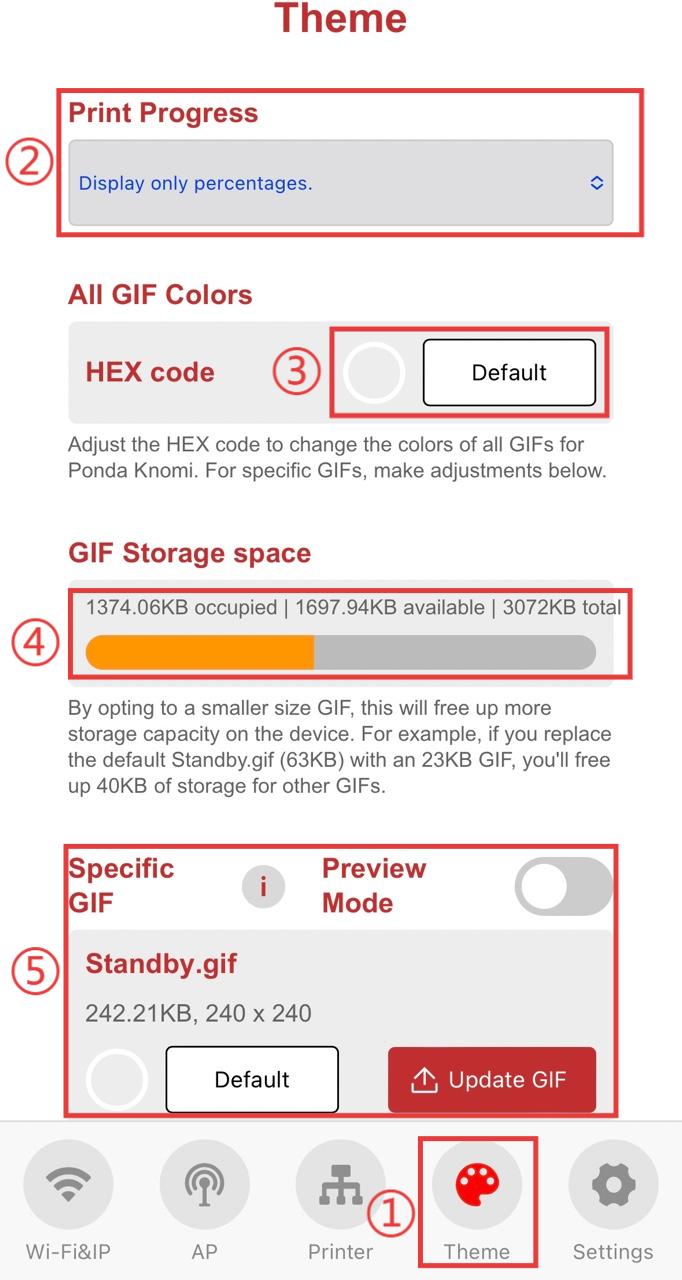 Theme
Print Progress
②
Display only percentages.
All GIF Colors
HEX code
③
Default
Adjust the HEX code to change the colors of all GIFs for
Ponda Knomi. For specific GIFs, make adjustments below.
GIF Storage space
1374.06KB occupied | 1697.94KB available | 3072KB total
④
By opting to a smaller size GIF, this will free up more
storage capacity on the device. For example, if you replace
the default Standby.gif (63KB) with an 23KB GIF, you'll free
up 40KB of storage for other GIFs.
Specific
GIF
i
Preview
Mode
⑤
Standby.gif
242.21KB, 240 x 240
Default
Update GIF
①
Wi-Fi&IP
AP
Printer
Theme
Settings